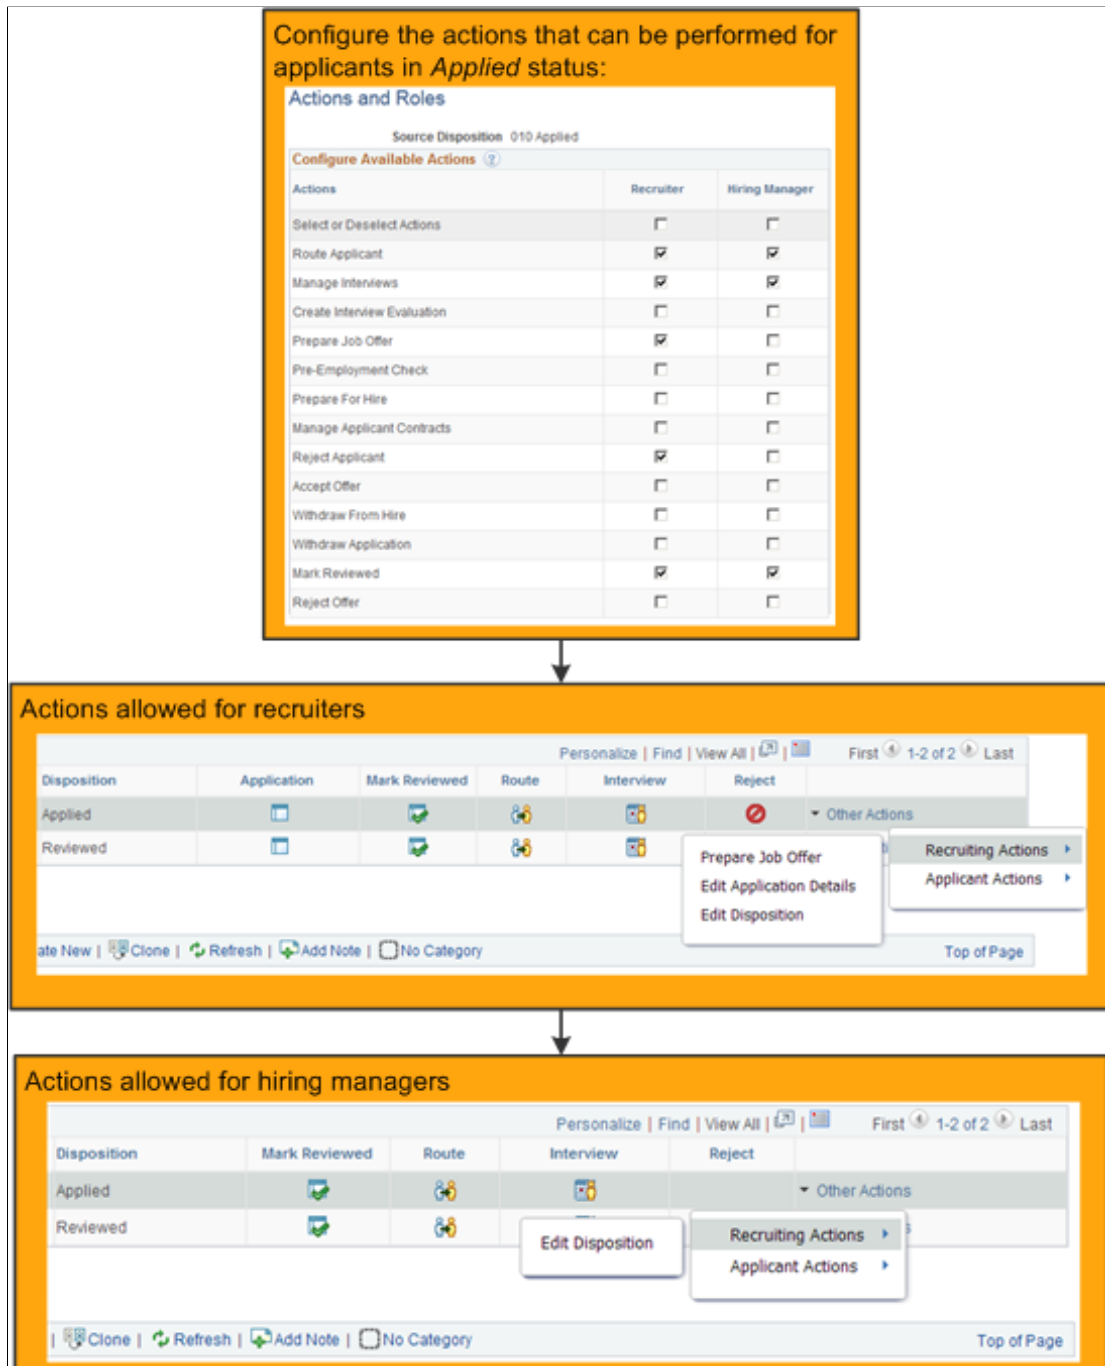 Configure the actions that can be performed for
applicants in Applied status:
Actions and Roles
Source Disposition 010 Applied
Configure Available Actions ?
Actions Recruiter Hiring Manager
Select or Deselect Actions
Route Applicant
Manage Interviews
Create Interview Evaluation
Prepare Job Offer
Pre-Employment Check
Prepare For Hire
Manage Applicant Contracts
Reject Applicant
Accept Offer
Withdraw From Hire
Withdraw Application
Mark Reviewed
Reject Offer
Actions allowed for recruiters
Personalize | Find | View All | | First 1-2 of 2 Last
Disposition Application Mark Reviewed Route Interview Reject
Applied Other Actions
Reviewed
Prepare Job Offer Recruiting Actions
Edit Application Details Applicant Actions
Edit Disposition
ate New | Clone | Refresh | Add Note | No Category Top of Page
Actions allowed for hiring managers
Personalize | Find | View All | | First 1-2 of 2 Last
Disposition Mark Reviewed Route Interview Reject
Applied Other Actions
Reviewed
Edit Disposition Recruiting Actions
Applicant Actions
| Clone | Refresh | Add Note | No Category Top of Page